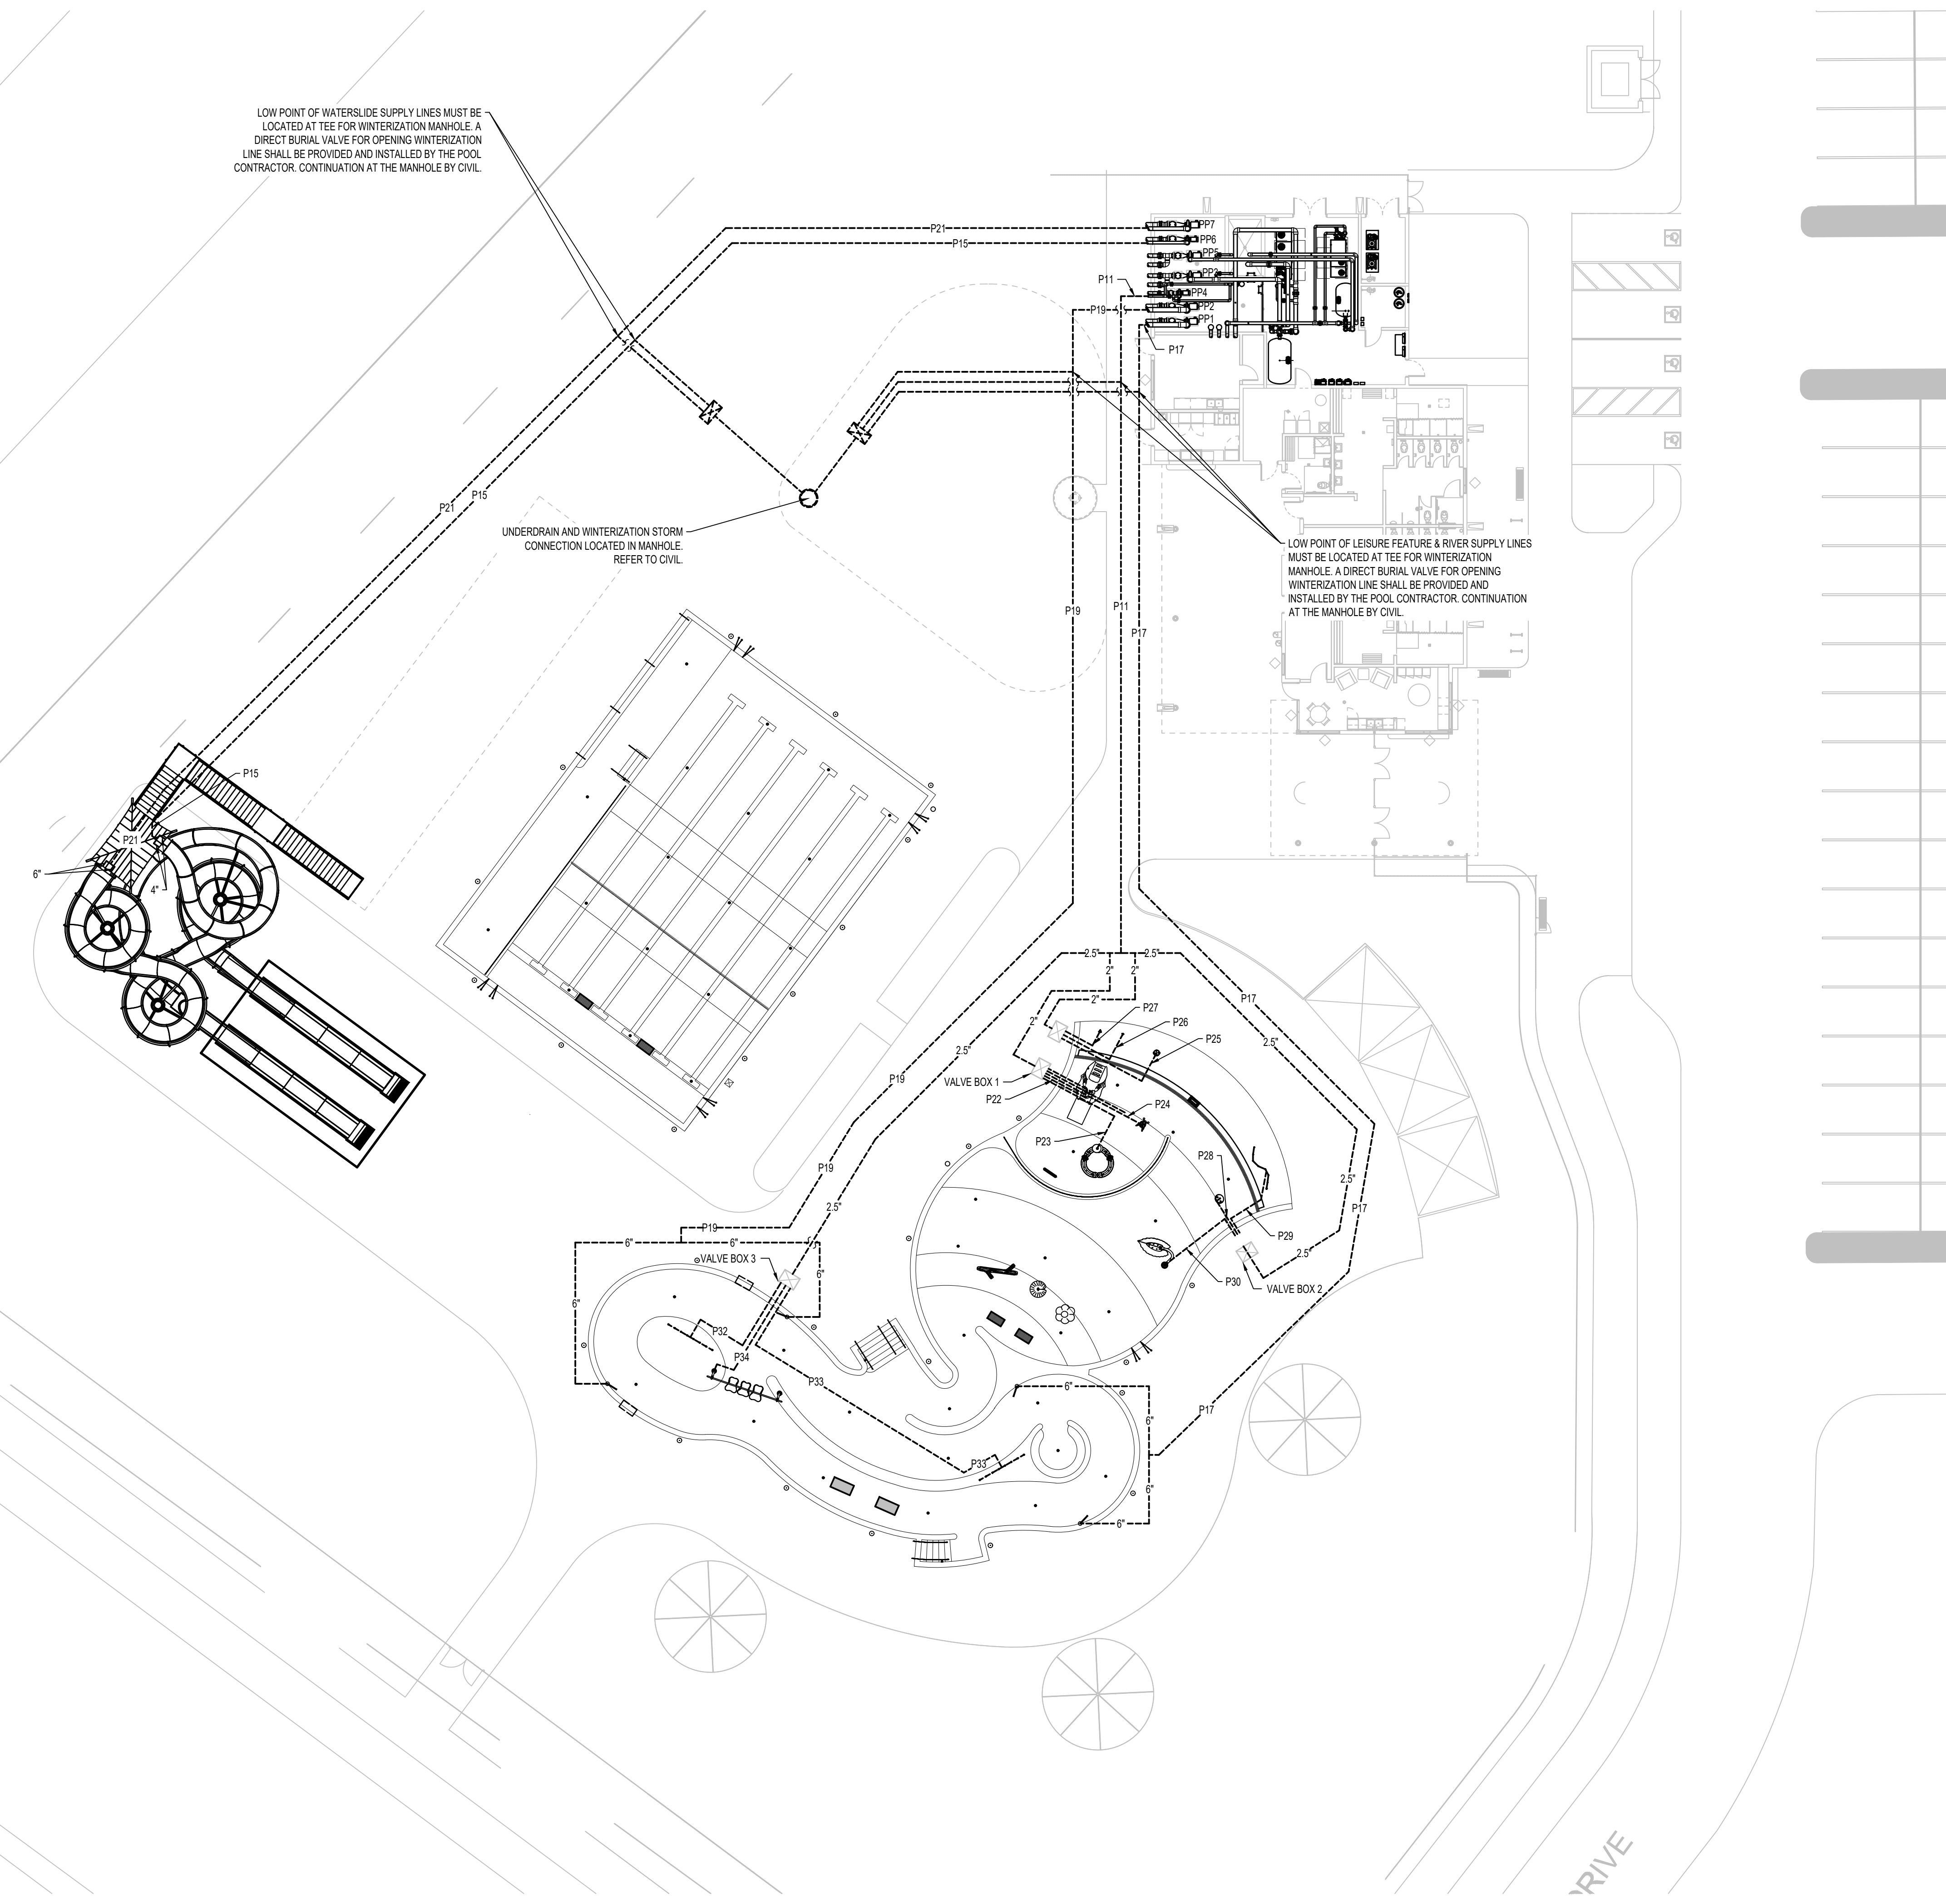 LOW POINT OF WATERSLIDE SUPPLY LINES MUST BE
LOCATED AT TEE FOR WINTERIZATION MANHOLE. A
DIRECT BURIAL VALVE FOR OPENING WINTERIZATION
LINE SHALL BE PROVIDED AND INSTALLED BY THE POOL
CONTRACTOR. CONTINUATION AT THE MANHOLE BY CIVIL.
P21
P15
PP7
PP6
PP5
PP3
PP4
PP2
PP1
P11
P19
P17
P15
P21
UNDERDRAIN AND WINTERIZATION STORM
CONNECTION LOCATED IN MANHOLE.
REFER TO CIVIL.
LOW POINT OF LEISURE FEATURE & RIVER SUPPLY LINES
MUST BE LOCATED AT TEE FOR WINTERIZATION
MANHOLE. A DIRECT BURIAL VALVE FOR OPENING
WINTERIZATION LINE SHALL BE PROVIDED AND
INSTALLED BY THE POOL CONTRACTOR. CONTINUATION
AT THE MANHOLE BY CIVIL.
P19
P11
P17
P15
P21
6"
4"
2.5"
2.5"
2"
2"
2"
2"
P17
P27
P26
P25
2.5"
2.5"
P19
VALVE BOX 1
P22
P24
P23
P28
P19
2.5"
2.5"
P17
P19
6"
6"
P29
2.5"
VALVE BOX 3
6"
P30
VALVE BOX 2
6"
P32
P34
P33
6"
P17
6"
P33
6"
6"
DRIVE